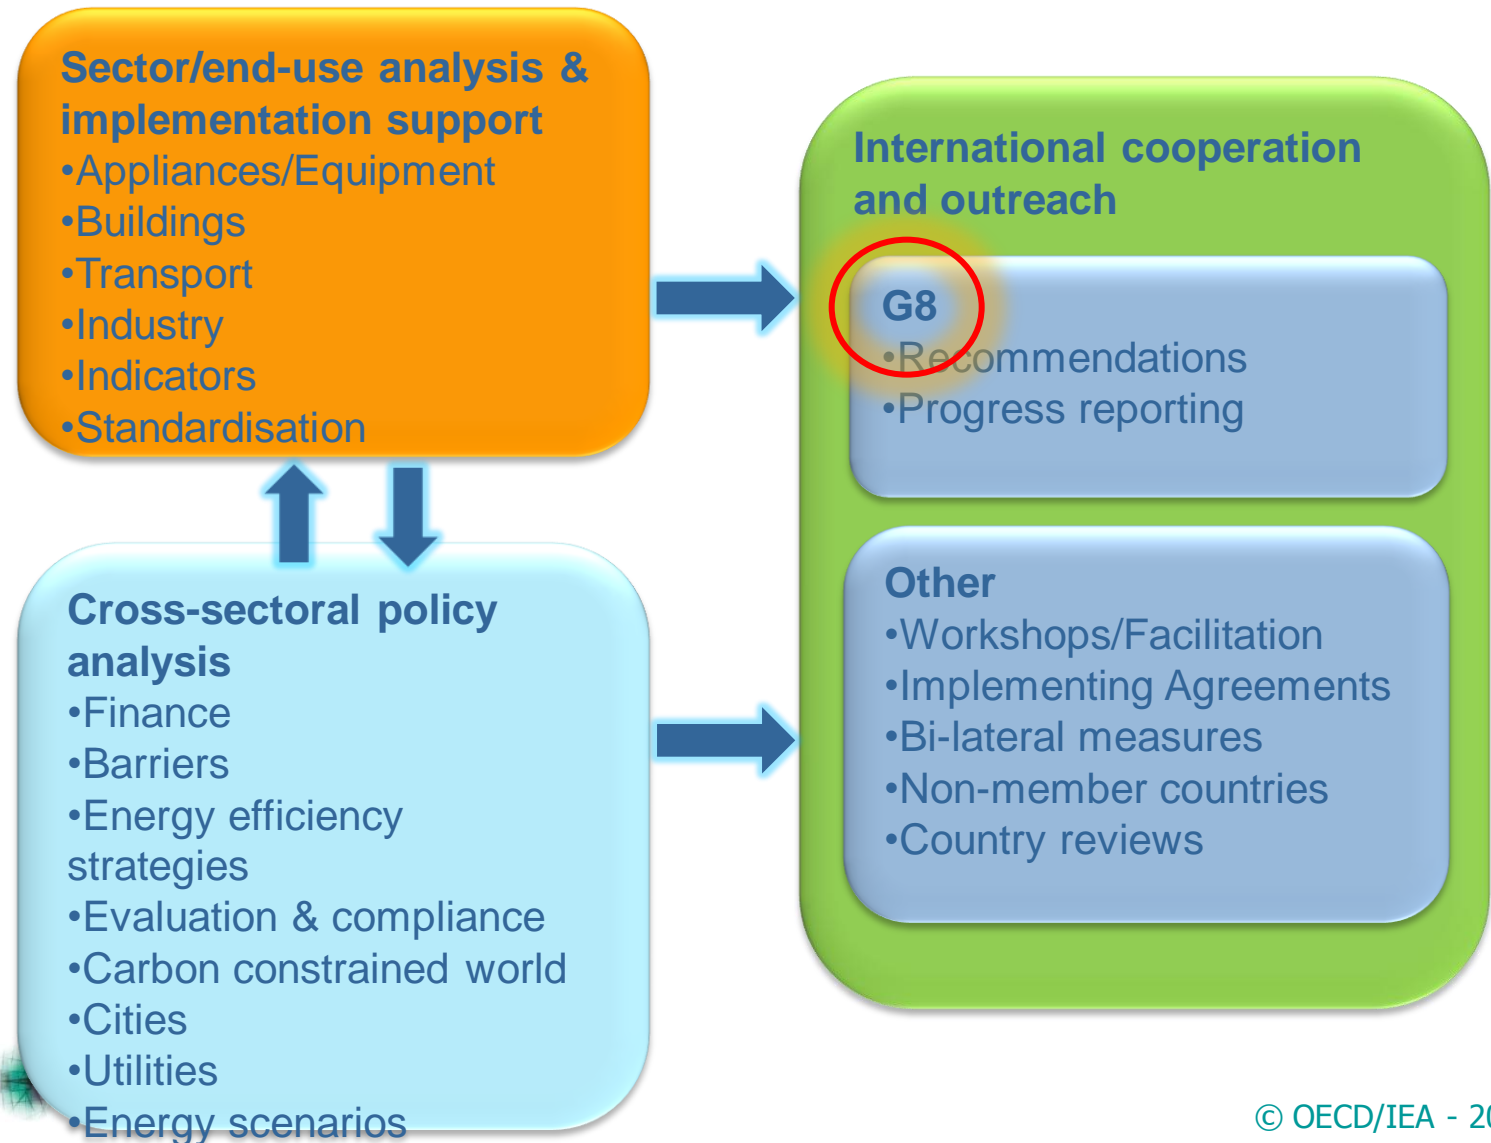 Sector/end-use analysis &
implementation support
•Appliances/Equipment
•Buildings
•Transport
•Industry
•Indicators
•Standardisation
Cross-sectoral policy
analysis
•Finance
•Barriers
•Energy efficiency
strategies
•Evaluation & compliance
•Carbon constrained world
•Cities
•Utilities
•Energy scenarios
International cooperation
and outreach
G8
•Recommendations
•Progress reporting
Other
•Workshops/Facilitation
•Implementing Agreements
•Bi-lateral measures
•Non-member countries
•Country reviews
© OECD/IEA -